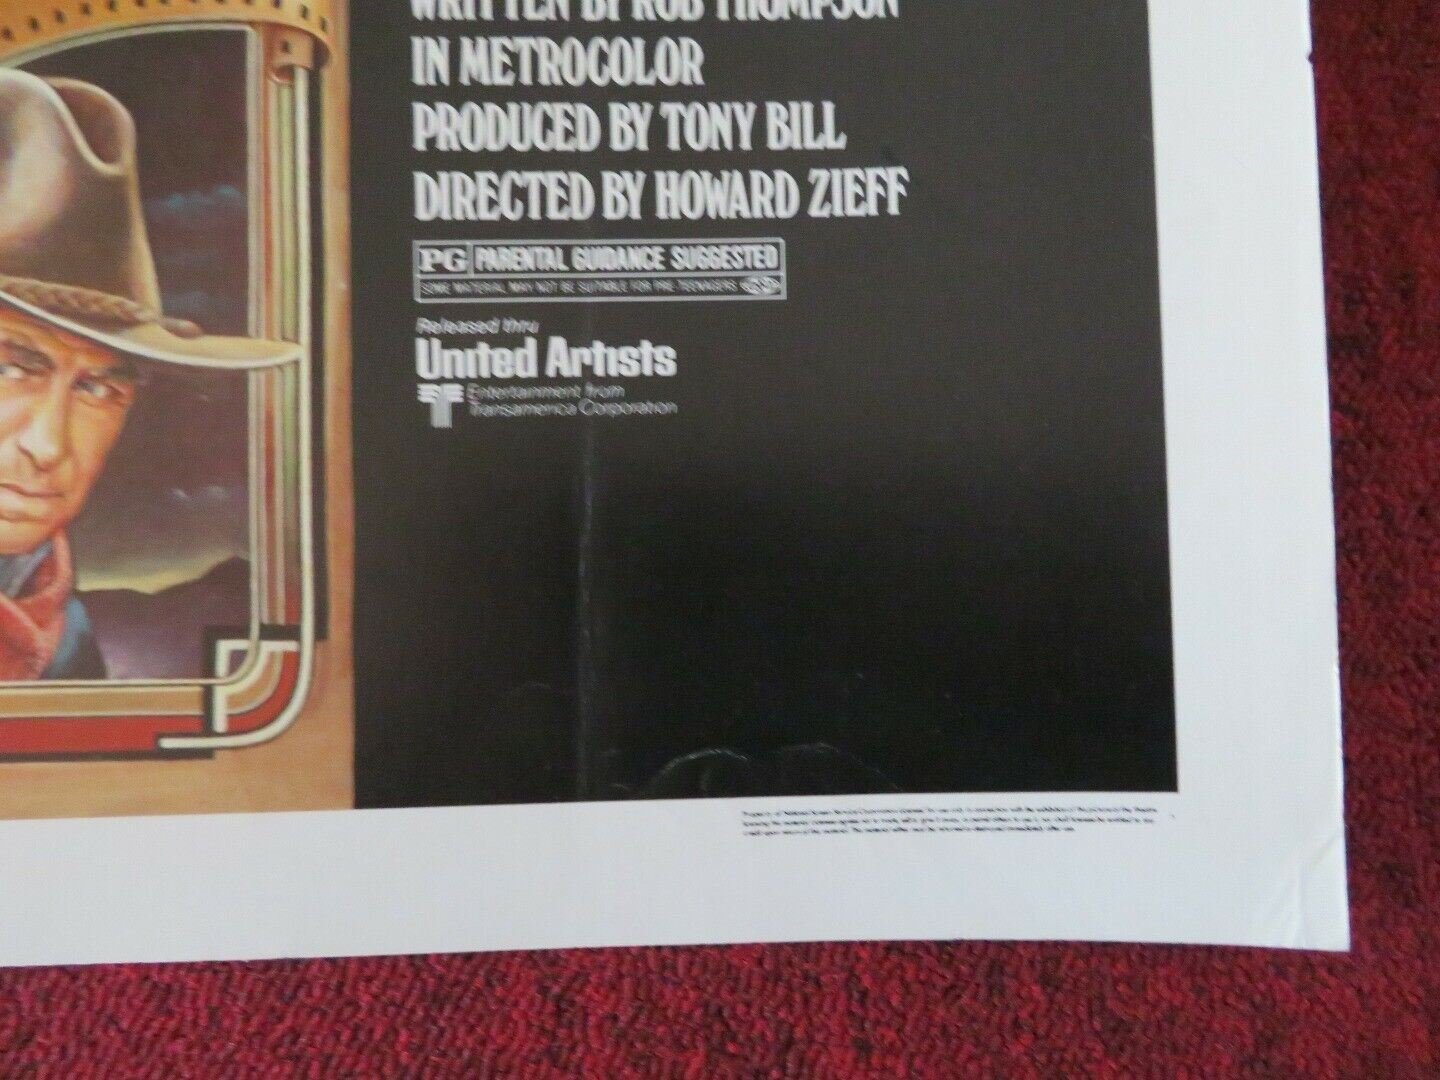 WRITTEN BY ROB THOMPSON
IN METROCOLOR
PRODUCED BY TONY BILL
DIRECTED BY HOWARD ZIEFF
PG PARENTAL GUIDANCE SUGGESTED
SOME MATERIAL MAY NOT BE SUITABLE FOR PRE-TEENAGERS
Released thru
United Artists
Entertainment from
Transamerica Corporation